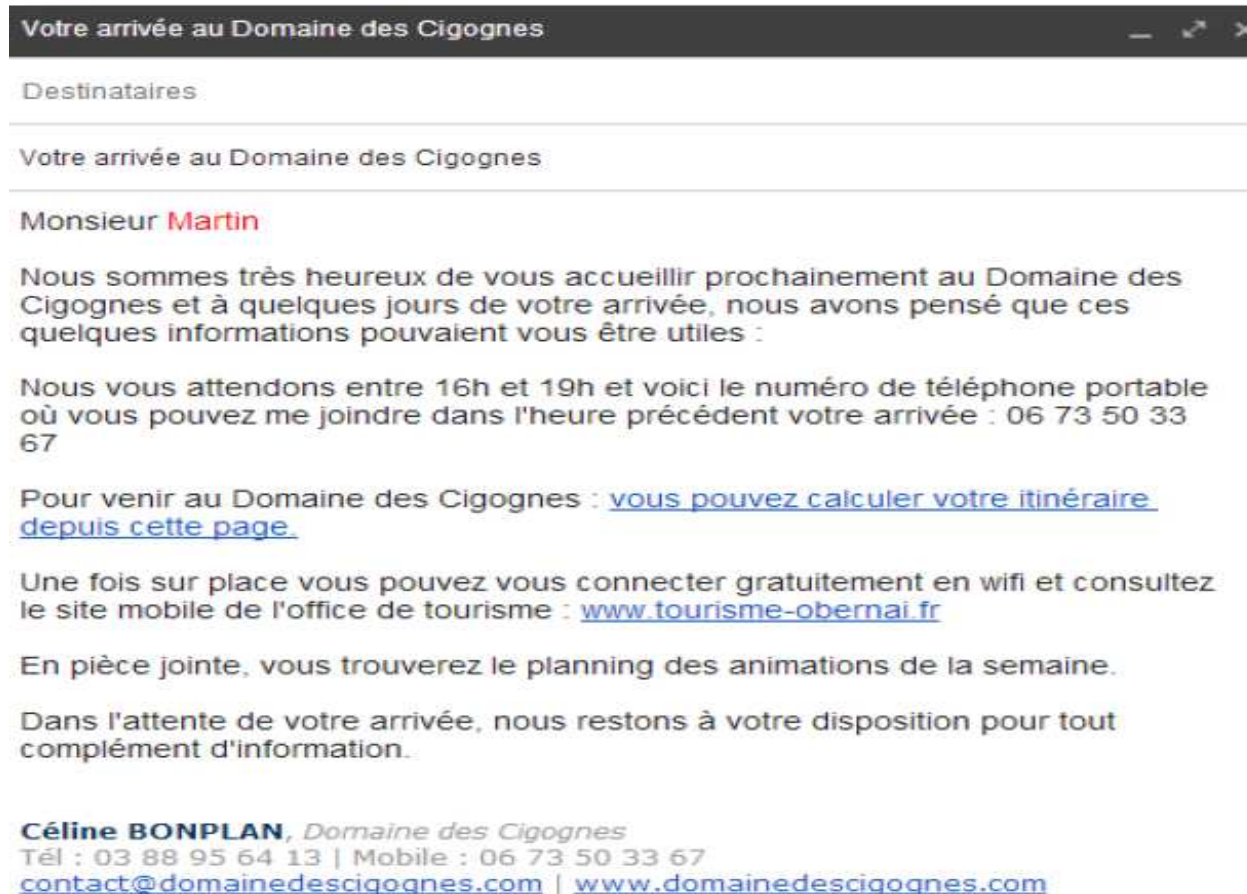 Votre arrivée au Domaine des Cigognes
Destinataires
Votre arrivée au Domaine des Cigognes
Monsieur Martin
Nous sommes très heureux de vous accueillir prochainement au Domaine des
Cigognes et à quelques jours de votre arrivée, nous avons pensé que ces
quelques informations pouvaient vous être utiles :
Nous vous attendons entre 16h et 19h et voici le numéro de téléphone portable
où vous pouvez me joindre dans l'heure précédent votre arrivée : 06 73 50 33
67
Pour venir au Domaine des Cigognes : vous pouvez calculer votre itinéraire
depuis cette page.
Une fois sur place vous pouvez vous connecter gratuitement en wifi et consultez
le site mobile de l'office de tourisme : www.tourisme-obernai.fr
En pièce jointe, vous trouverez le planning des animations de la semaine.
Dans l'attente de votre arrivée, nous restons à votre disposition pour tout
complément d'information.
Céline BONPLAN, Domaine des Cigognes
Tél : 03 88 95 64 13 | Mobile : 06 73 50 33 67
contact@domainedescigognes.com | www.domainedescigognes.com